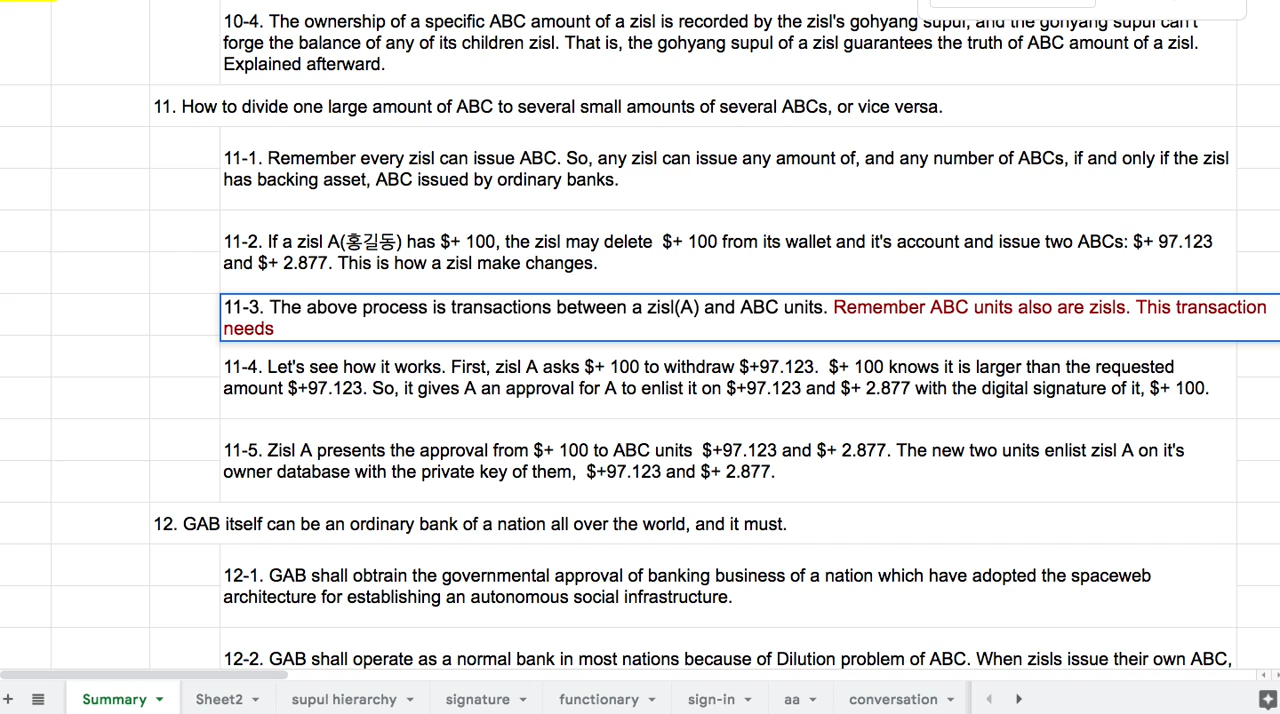 10-4. The ownership of a specific ABC amount of a zisl is recorded by the zisl's gohyang supul, and the gohyang supul can't
forge the balance of any of its children zisl. That is, the gohyang supul of a zisl guarantees the truth of ABC amount of a zisl.
Explained afterward.
11. How to divide one large amount of ABC to several small amounts of several ABCs, or vice versa.
11-1. Remember every zisl can issue ABC. So, any zisl can issue any amount of, and any number of ABCs, if and only if the zisl
has backing asset, ABC issued by ordinary banks.
11-2. If a zisl A(홍길동) has $+ 100, the zisl may delete  $+ 100 from its wallet and it's account and issue two ABCs: $+ 97.123
and $+ 2.877. This is how a zisl make changes.
11-3. The above process is transactions between a zisl(A) and ABC units. Remember ABC units also are zisls. This transaction
needs
11-4. Let's see how it works. First, zisl A asks $+ 100 to withdraw $+97.123.  $+ 100 knows it is larger than the requested
amount $+97.123. So, it gives A an approval for A to enlist it on $+97.123 and $+ 2.877 with the digital signature of it, $+ 100.
11-5. Zisl A presents the approval from $+ 100 to ABC units  $+97.123 and $+ 2.877. The new two units enlist zisl A on it's
owner database with the private key of them,  $+97.123 and $+ 2.877.
12. GAB itself can be an ordinary bank of a nation all over the world, and it must.
12-1. GAB shall obtrain the governmental approval of banking business of a nation which have adopted the spaceweb
architecture for establishing an autonomous social infrastructure.
12-2. GAB shall operate as a normal bank in most nations because of Dilution problem of ABC. When zisls issue their own ABC,
Summary Sheet2 supul hierarchy signature functionary sign-in aa conversation